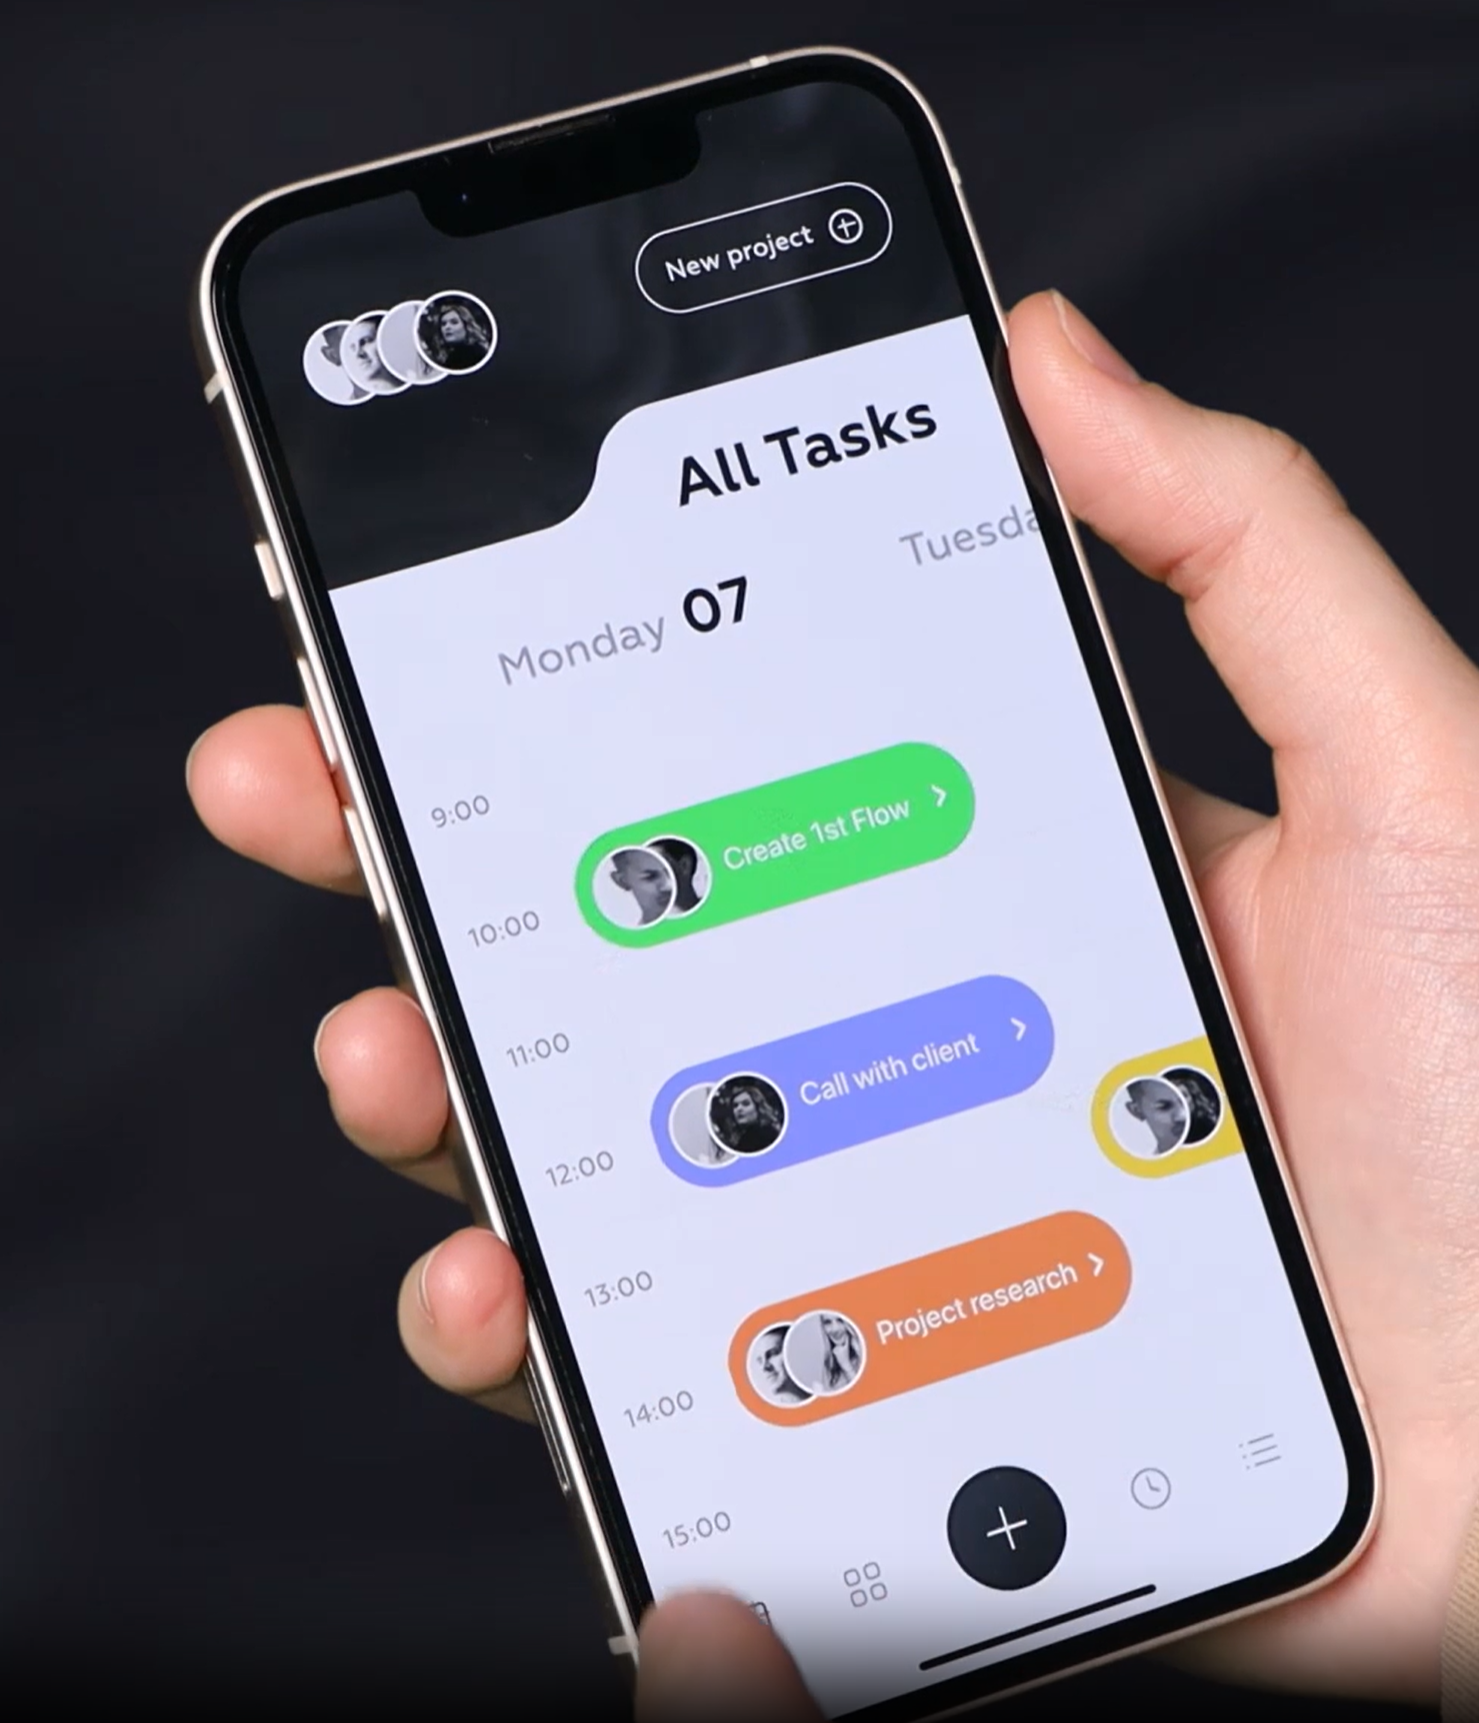 New project
All Tasks
Monday 07
Tuesda
9:00
Create 1st Flow
10:00
11:00
Call with client
12:00
13:00
Project research
14:00
15:00